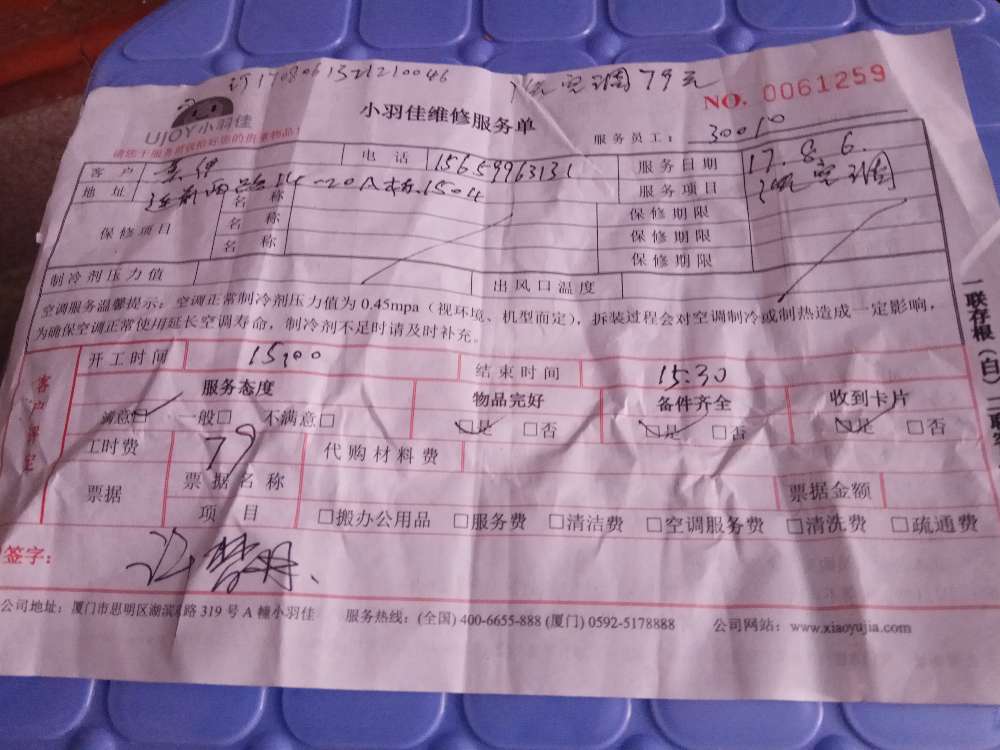 订1708061321210046
空调79元
NO. 0061259
UJOY小羽佳
小羽佳维修服务单
服务员工: 30010
客户
电话 15659963131
服务日期 17.8.6.
地址
14-20A栋1504
服务项目 空调
保修项目
名称
保修期限
名称
保修期限
名称
保修期限
制冷剂压力值
出风口温度
空调服务温馨提示: 空调正常制冷剂压力值为0.45mpa(视环境、机型而定), 拆装过程会对空调制冷或制热造成一定影响,
为确保空调正常使用延长空调寿命, 制冷剂不足时请及时补充。
开工时间 15:00
结束时间 15:30
服务态度
物品完好
备件齐全
收到卡片
满意☑ 一般□ 不满意□
☑是 □否
☑是 □否
☑是 □否
工时费 79
代购材料费
票据
票据名称
票据金额
项目
□搬办公用品 □服务费 □清洁费 □空调服务费 □清洗费 □疏通费
签字:
公司地址: 厦门市思明区湖滨 路319号A幢小羽佳
服务热线: (全国) 400-6655-888 (厦门) 0592-5178888
公司网站: www.xiaoyujia.com
一联存根(自)